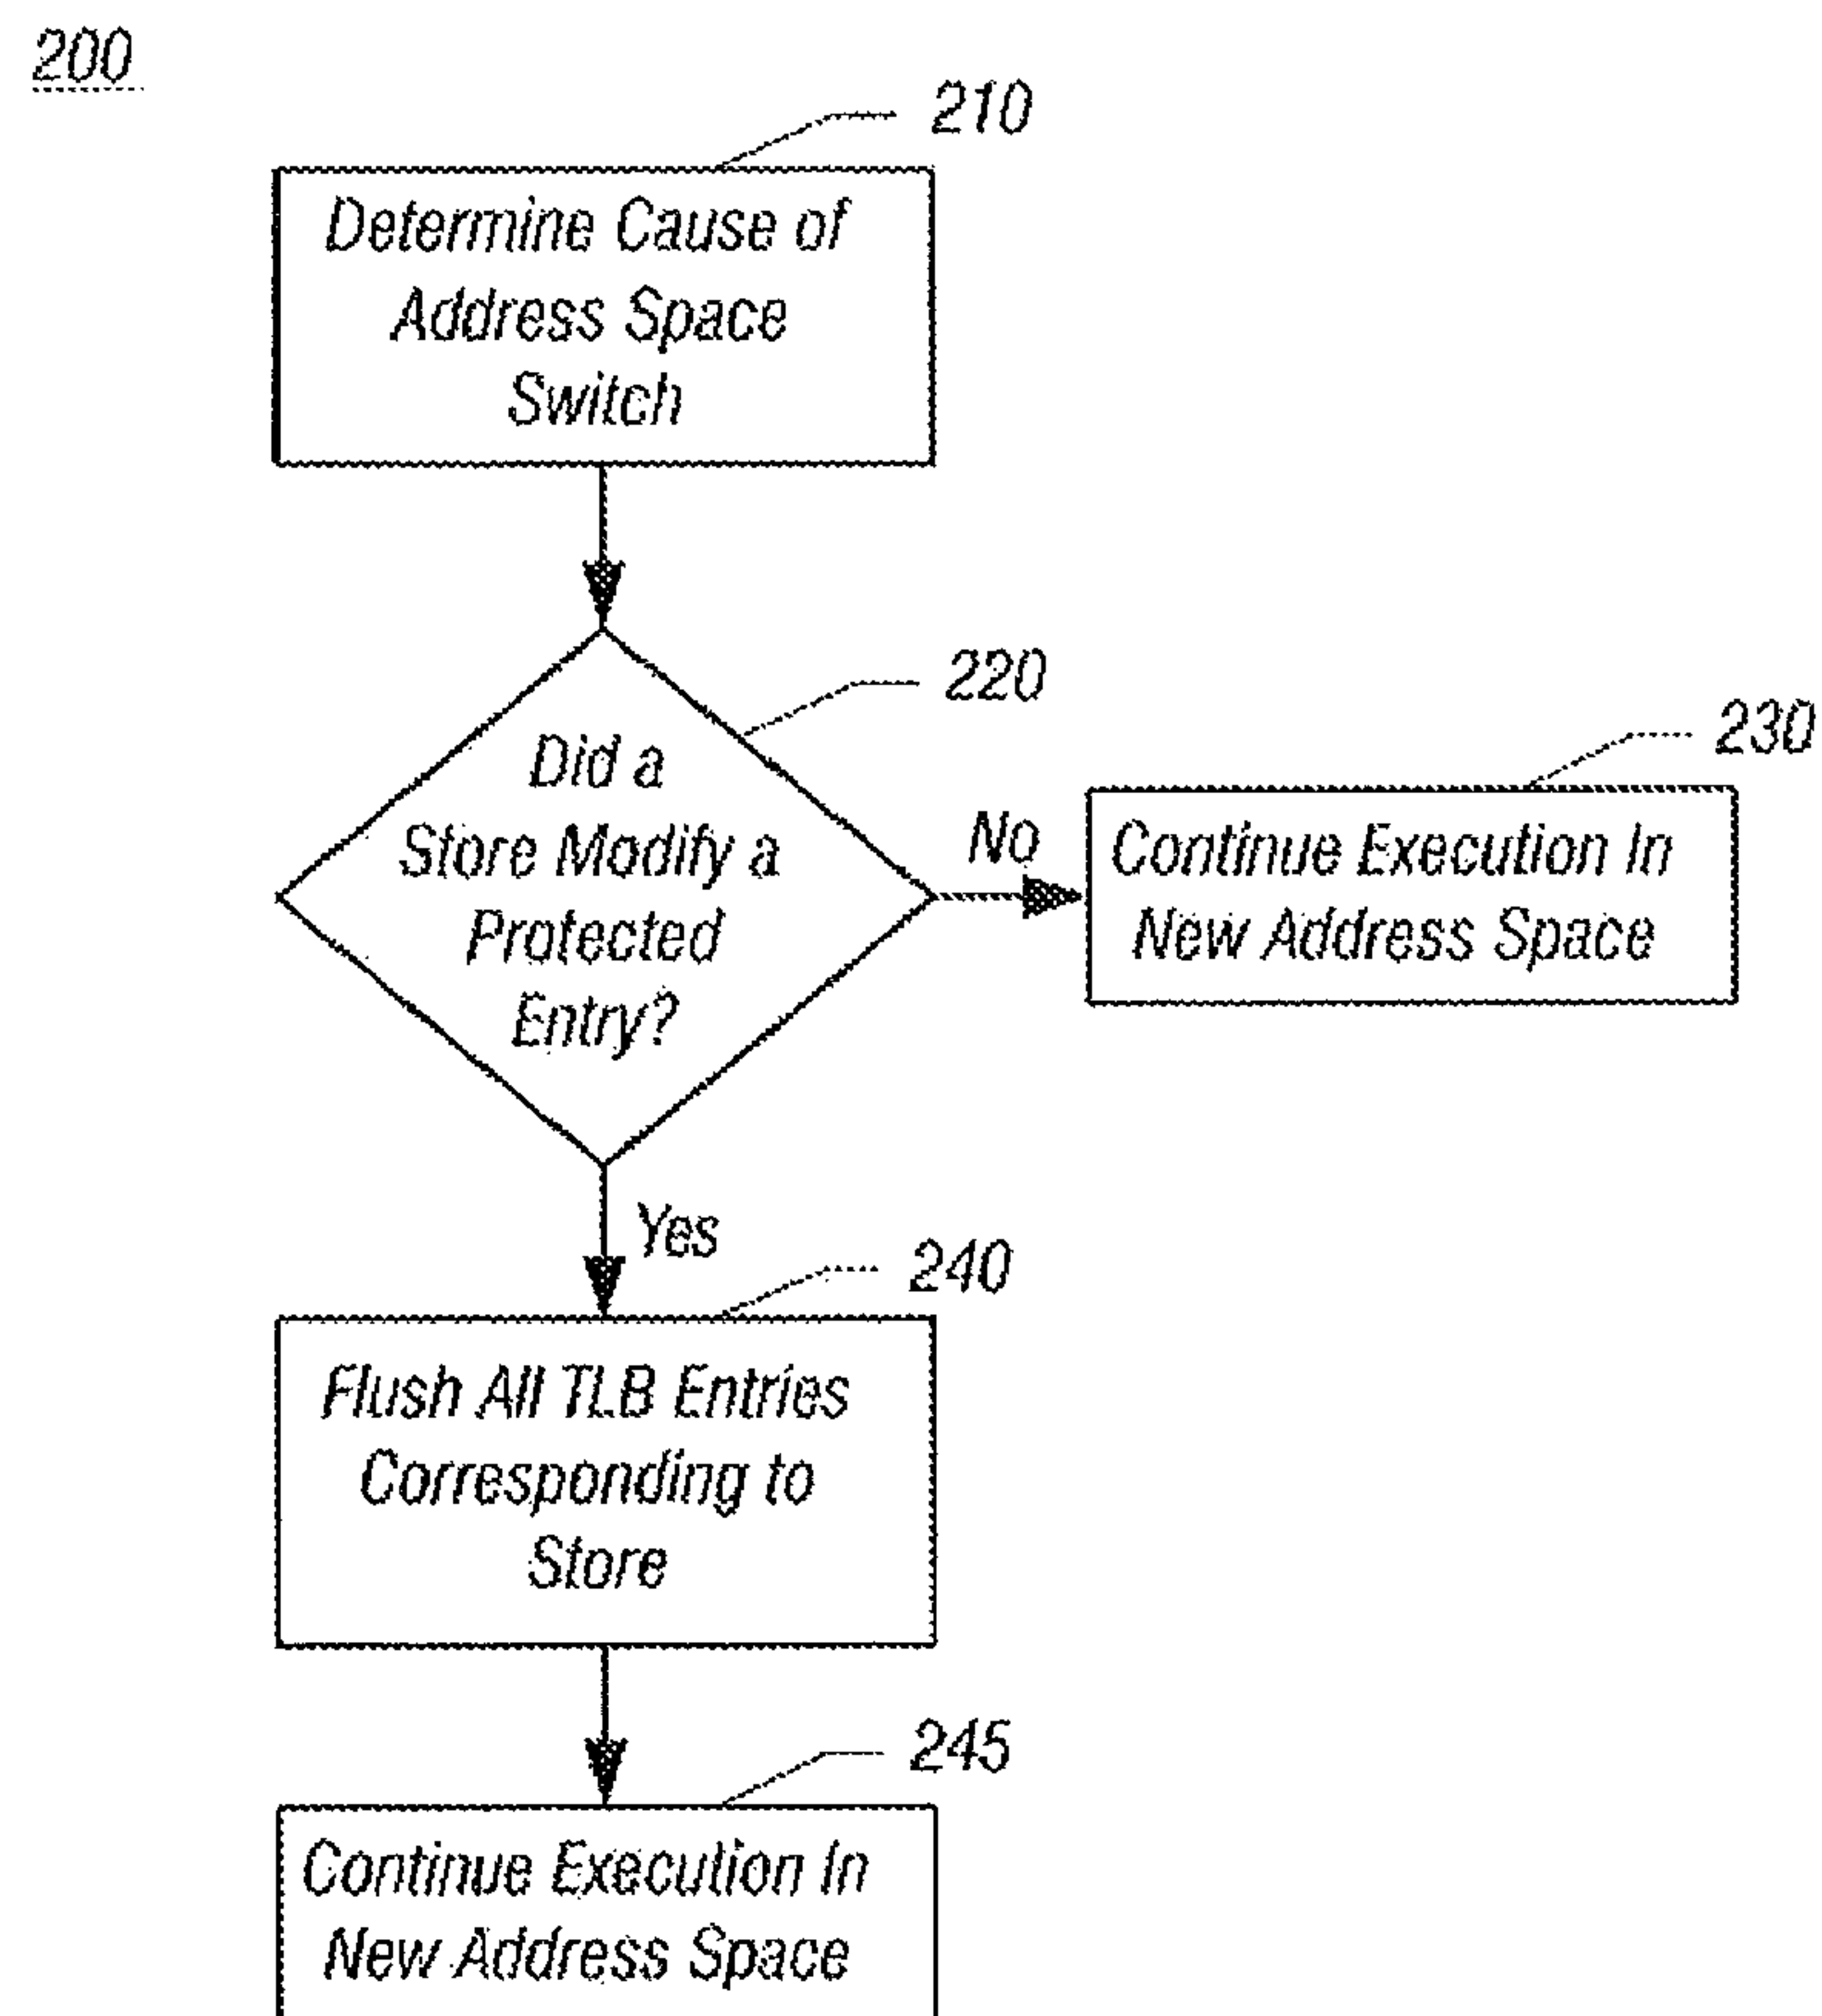 200
210
Determine Cause of
Address Space
Switch
220
Did a
Store Modify a
Protected
Entry?
No
230
Continue Execution In
New Address Space
Yes
240
Flush All TLB Entries
Corresponding to
Store
245
Continue Execution In
New Address Space